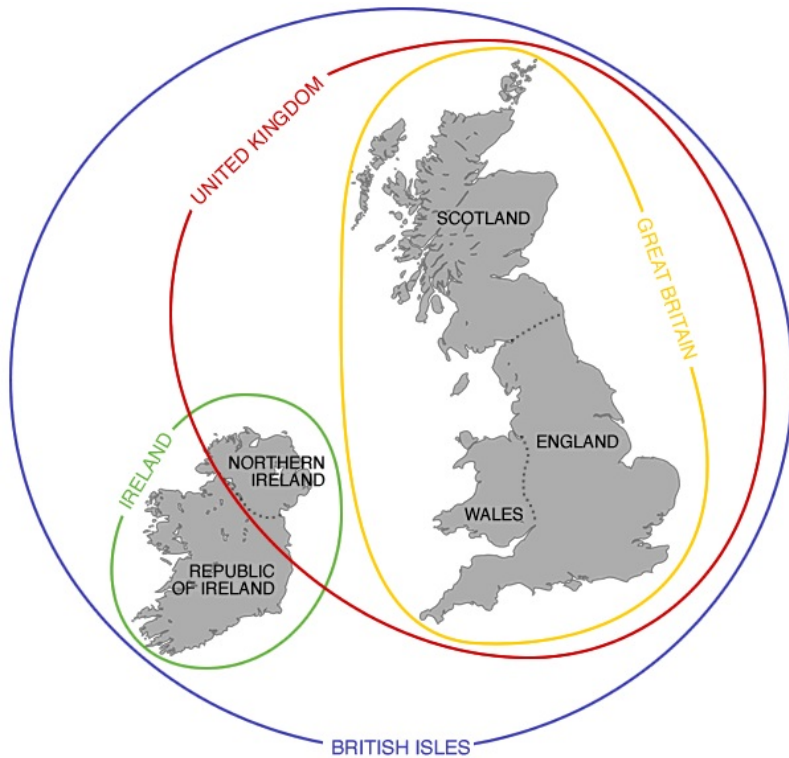 UNITED KINGDOM
SCOTLAND
GREAT BRITAIN
IRELAND
ENGLAND
NORTHERN
IRELAND
WALES
REPUBLIC
OF IRELAND
BRITISH ISLES